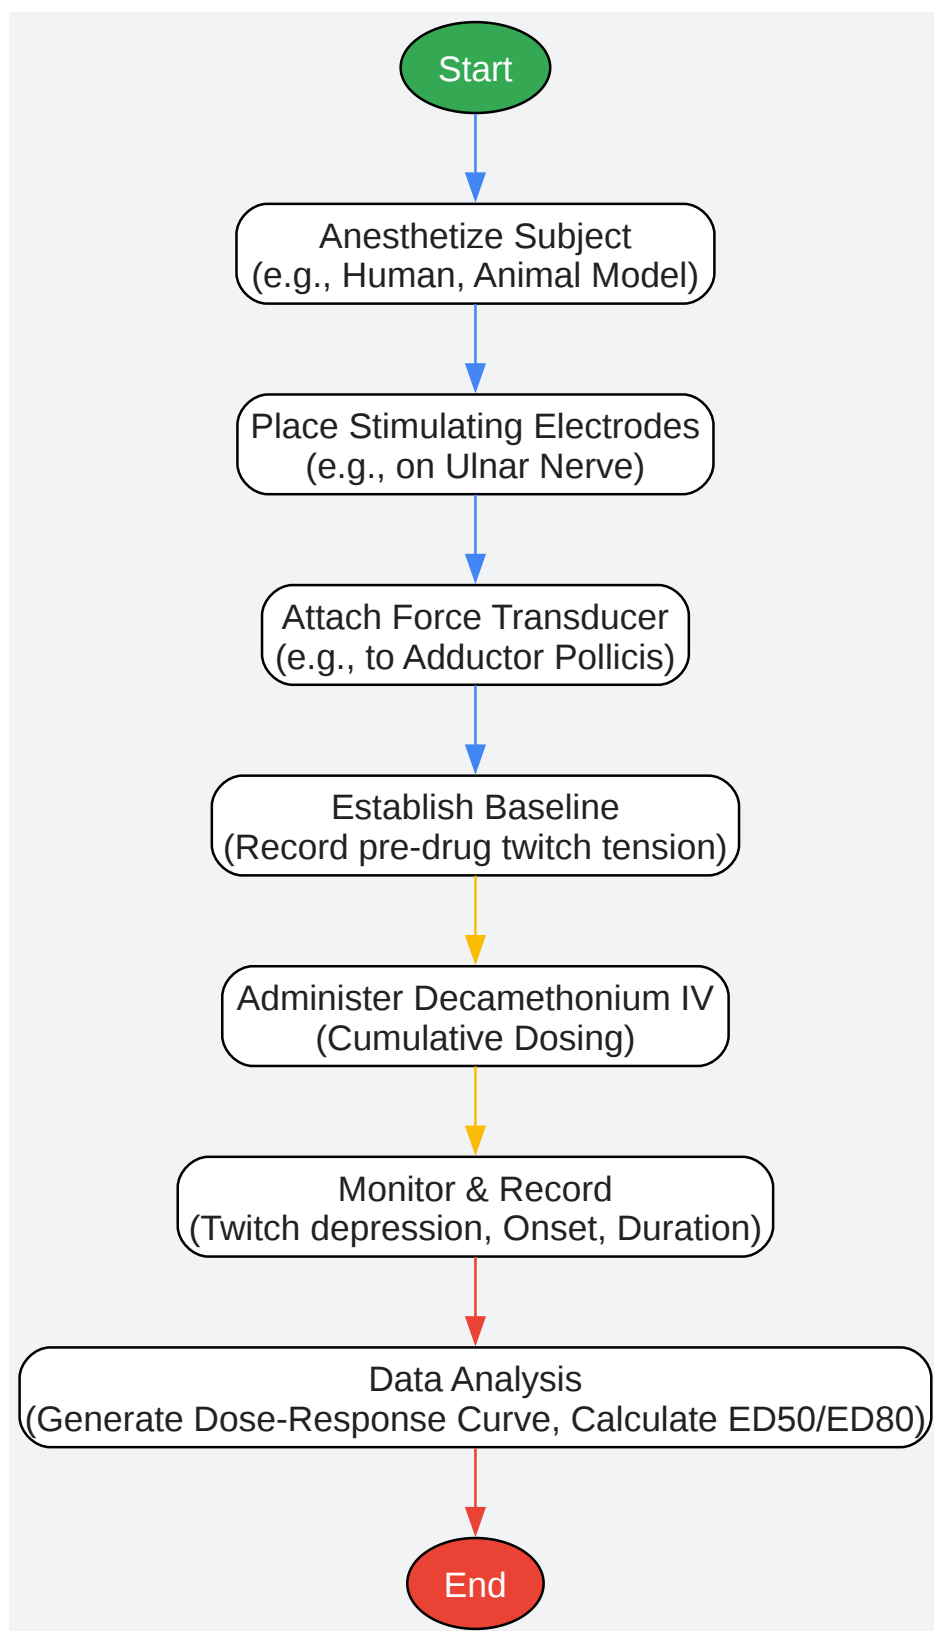 Start
Anesthetize Subject
(e.g., Human, Animal Model)
Place Stimulating Electrodes
(e.g., on Ulnar Nerve)
Attach Force Transducer
(e.g., to Adductor Pollicis)
Establish Baseline
(Record pre-drug twitch tension)
Administer Decamethonium IV
(Cumulative Dosing)
Monitor & Record
(Twitch depression, Onset, Duration)
Data Analysis
(Generate Dose-Response Curve, Calculate ED50/ED80)
End